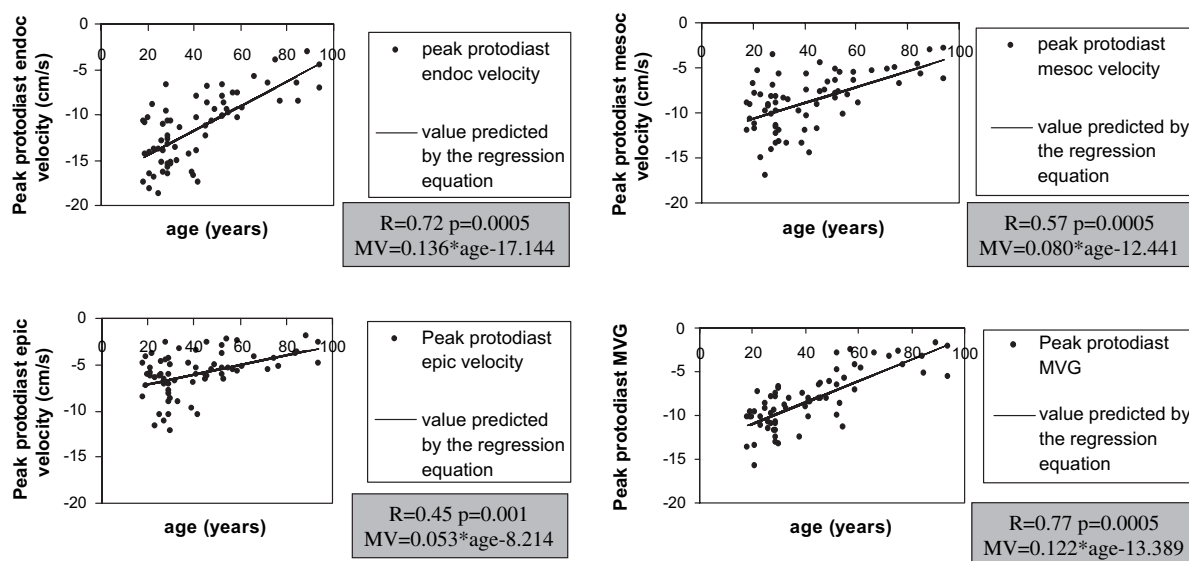 0
0 20 40 60 80 100
-5
-10
-15
-20
Peak protodiast endoc
velocity (cm/s)
age (years)
peak protodiast
endoc velocity
value predicted
by the regression
equation
R=0.72 p=0.0005
MV=0.136*age-17.144
0
0 20 40 60 80 100
-5
-10
-15
-20
Peak protodiast mesoc
velocity (cm/s)
age (years)
peak protodiast
mesoc velocity
value predicted by
the regression
equation
R=0.57 p=0.0005
MV=0.080*age-12.441
0
0 20 40 60 80 100
-5
-10
-15
-20
Peak protodiast epic
velocity (cm/s)
age (years)
Peak protodiast
epic velocity
value predicted
by the regression
equation
R=0.45 p=0.001
MV=0.053*age-8.214
0
0 20 40 60 80 100
-5
-10
-15
-20
Peak protodiast MVG
age (years)
Peak protodiast
MVG
value predicted by
the regression
equation
R=0.77 p=0.0005
MV=0.122*age-13.389